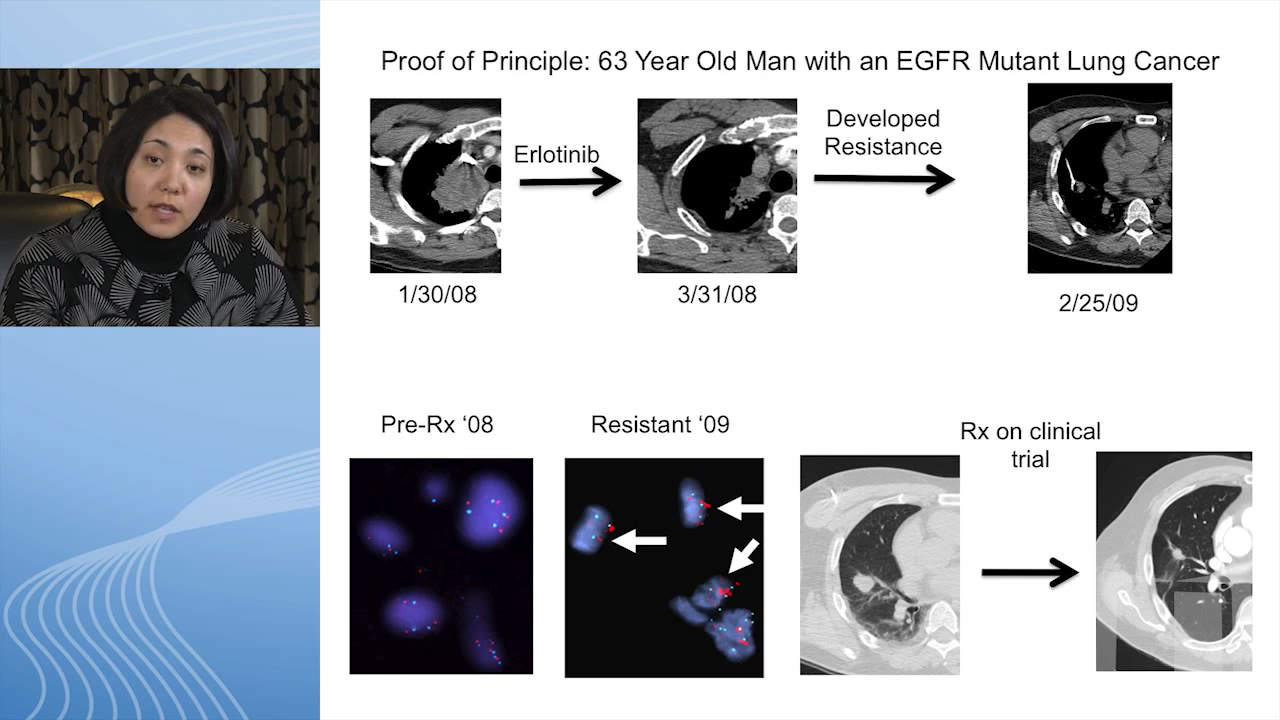 Proof of Principle: 63 Year Old Man with an EGFR Mutant Lung Cancer
Erlotinib
Developed
Resistance
1/30/08
3/31/08
2/25/09
Pre-Rx ‘08
Resistant ‘09
Rx on clinical
trial